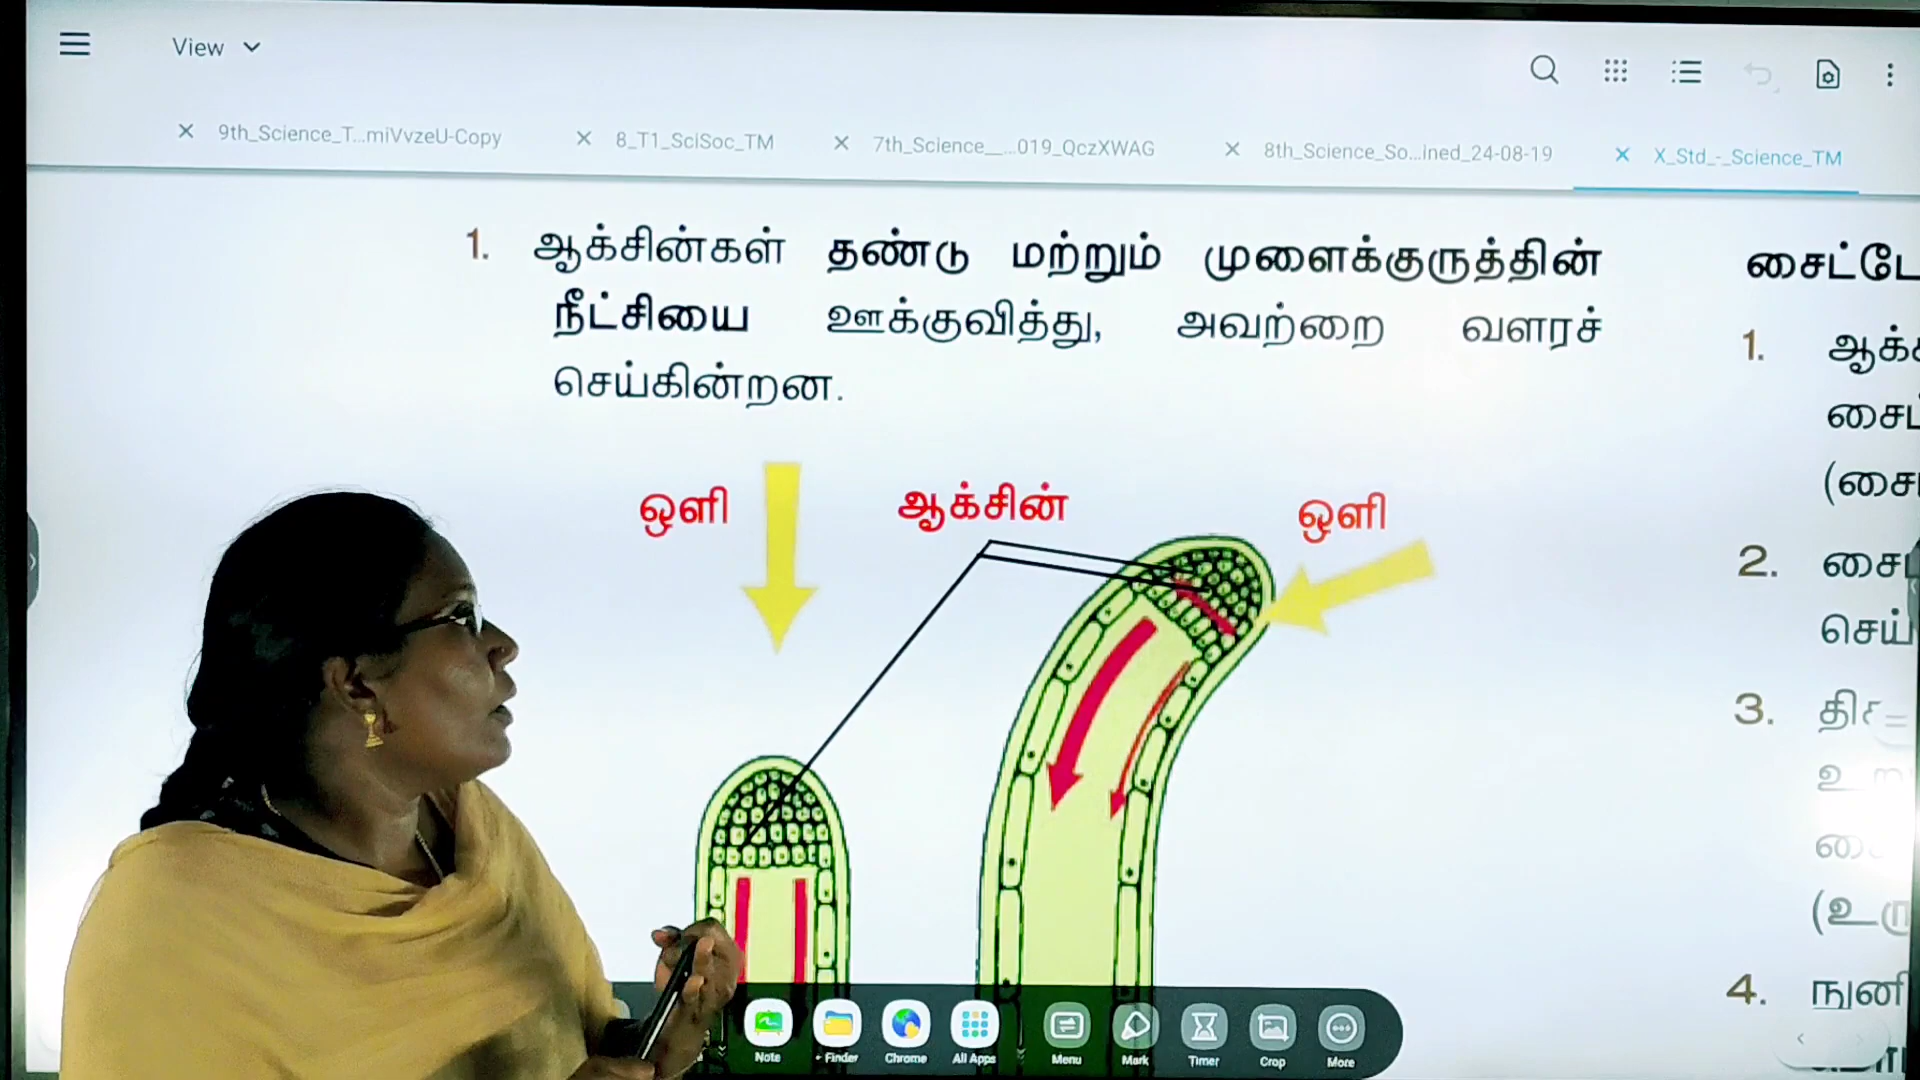 View
9th_Science_T...miVvzeU-Copy
8_T1_SciSoc_TM
7th_Science__...019_QczXWAG
8th_Science_So...ined_24-08-19
X_Std_-_Science_TM
1. ஆக்சின்கள் தண்டு மற்றும் முளைக்குருத்தின்
நீட்சியை ஊக்குவித்து, அவற்றை வளரச்
செய்கின்றன.
ஒளி
ஆக்சின்
ஒளி
1.
2.
செய்
3.
4. நுனி
Note
Finder
Chrome
All Apps
Menu
Mark
Timer
Crop
More